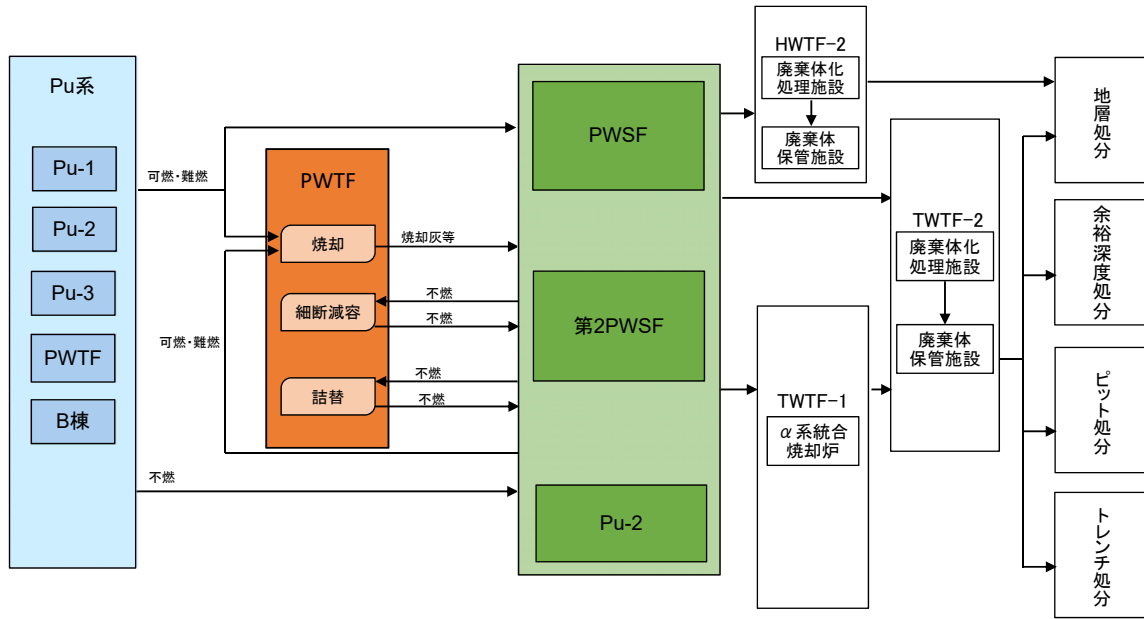 Pu系
Pu-1
Pu-2
Pu-3
PWTF
B棟
可燃・難燃
可燃・難燃
不燃
PWTF
焼却
細断減容
詰替
焼却灰等
不燃
不燃
不燃
不燃
PWSF
第2PWSF
Pu-2
HWTF-2
廃棄体化
処理施設
廃棄体
保管施設
TWTF-1
α系統合
焼却炉
TWTF-2
廃棄体化
処理施設
廃棄体
保管施設
地層処分
余裕深度処分
ピット処分
トレンチ処分